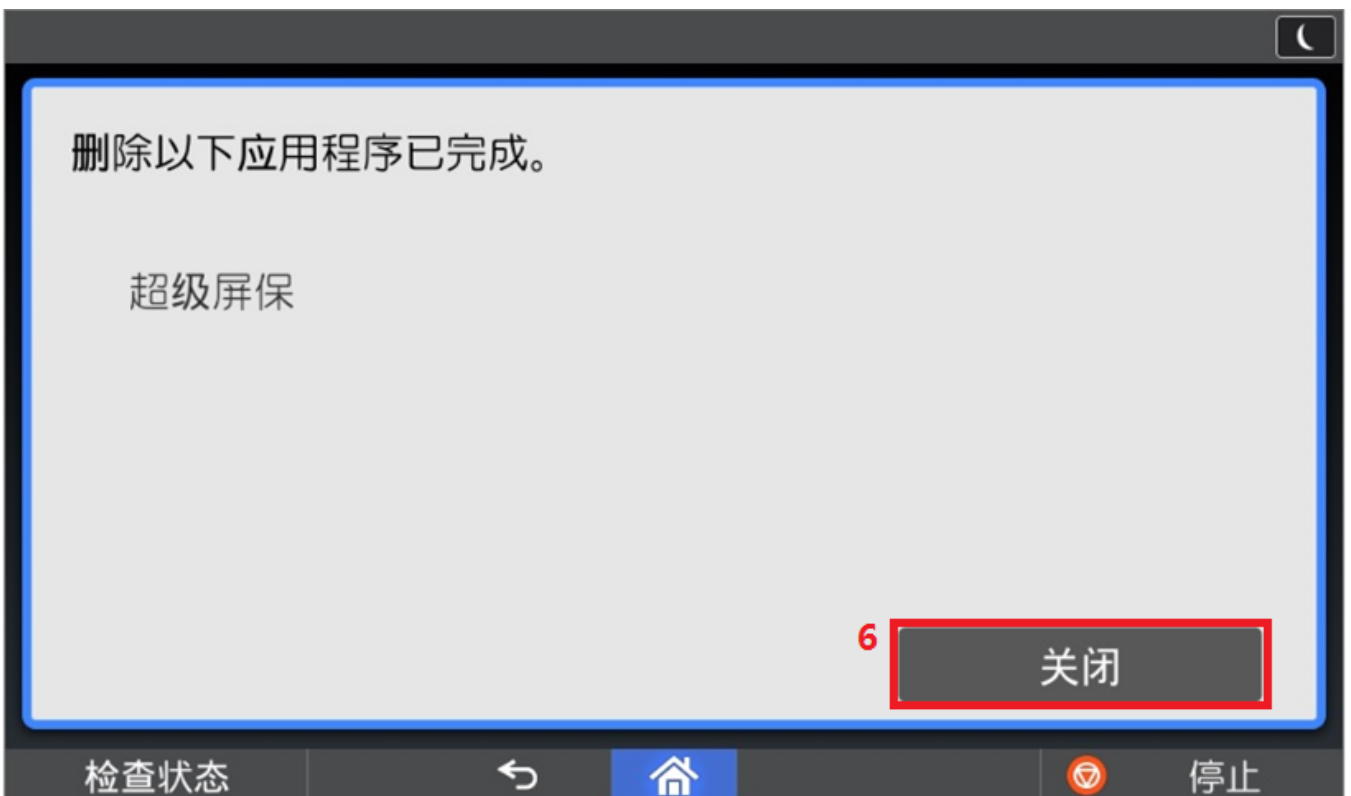 删除以下应用程序已完成。
超级屏保
6
关闭
检查状态
停止